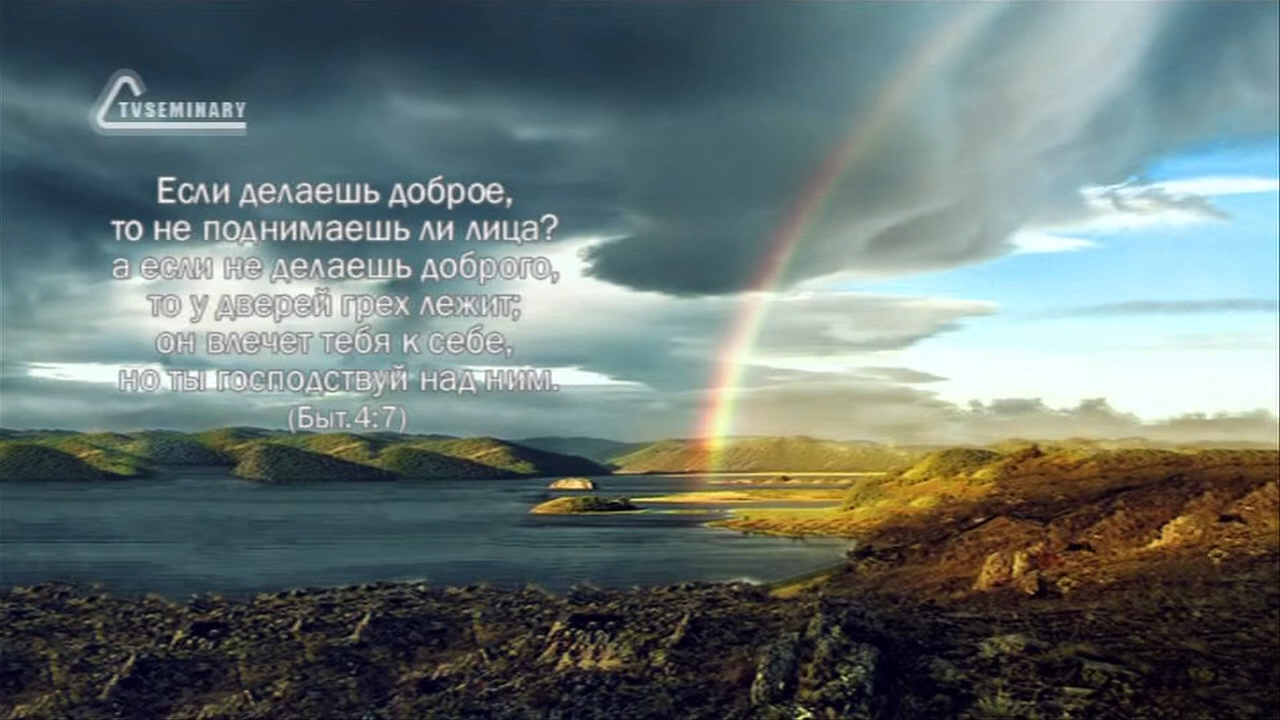 TVSEMINARY
Если делаешь доброе,
то не поднимаешь ли лица?
а если не делаешь доброго,
то у дверей грех лежит;
он влечет тебя к себе,
но ты господствуй над ним.
(Быт.4:7)